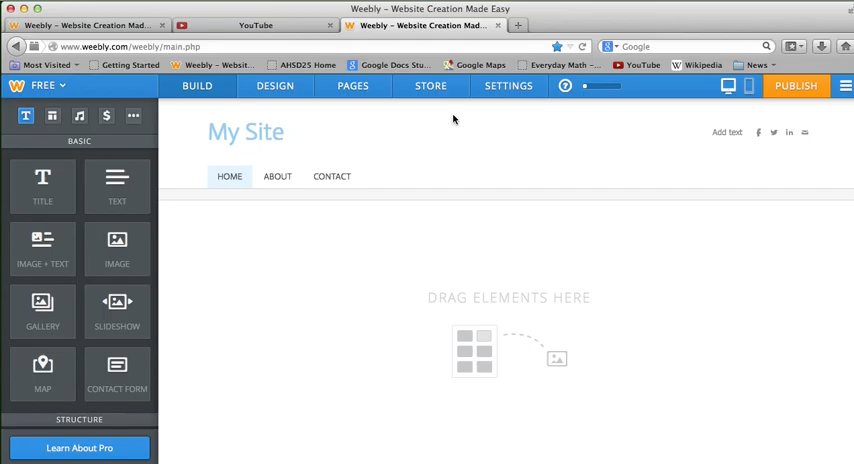 Weebly - Website Creation Made Easy
Weebly - Website Creation Mad...
YouTube
Weebly - Website Creation Mad...
www.weebly.com/weebly/main.php
Google
Most Visited
Getting Started
Weebly - Websit...
AHSD25 Home
Google Docs Stu...
Google Maps
Everyday Math -...
YouTube
Wikipedia
News
FREE
BUILD
DESIGN
PAGES
STORE
SETTINGS
PUBLISH
BASIC
TITLE
TEXT
IMAGE + TEXT
IMAGE
GALLERY
SLIDESHOW
MAP
CONTACT FORM
STRUCTURE
Learn About Pro
My Site
Add text
HOME
ABOUT
CONTACT
DRAG ELEMENTS HERE